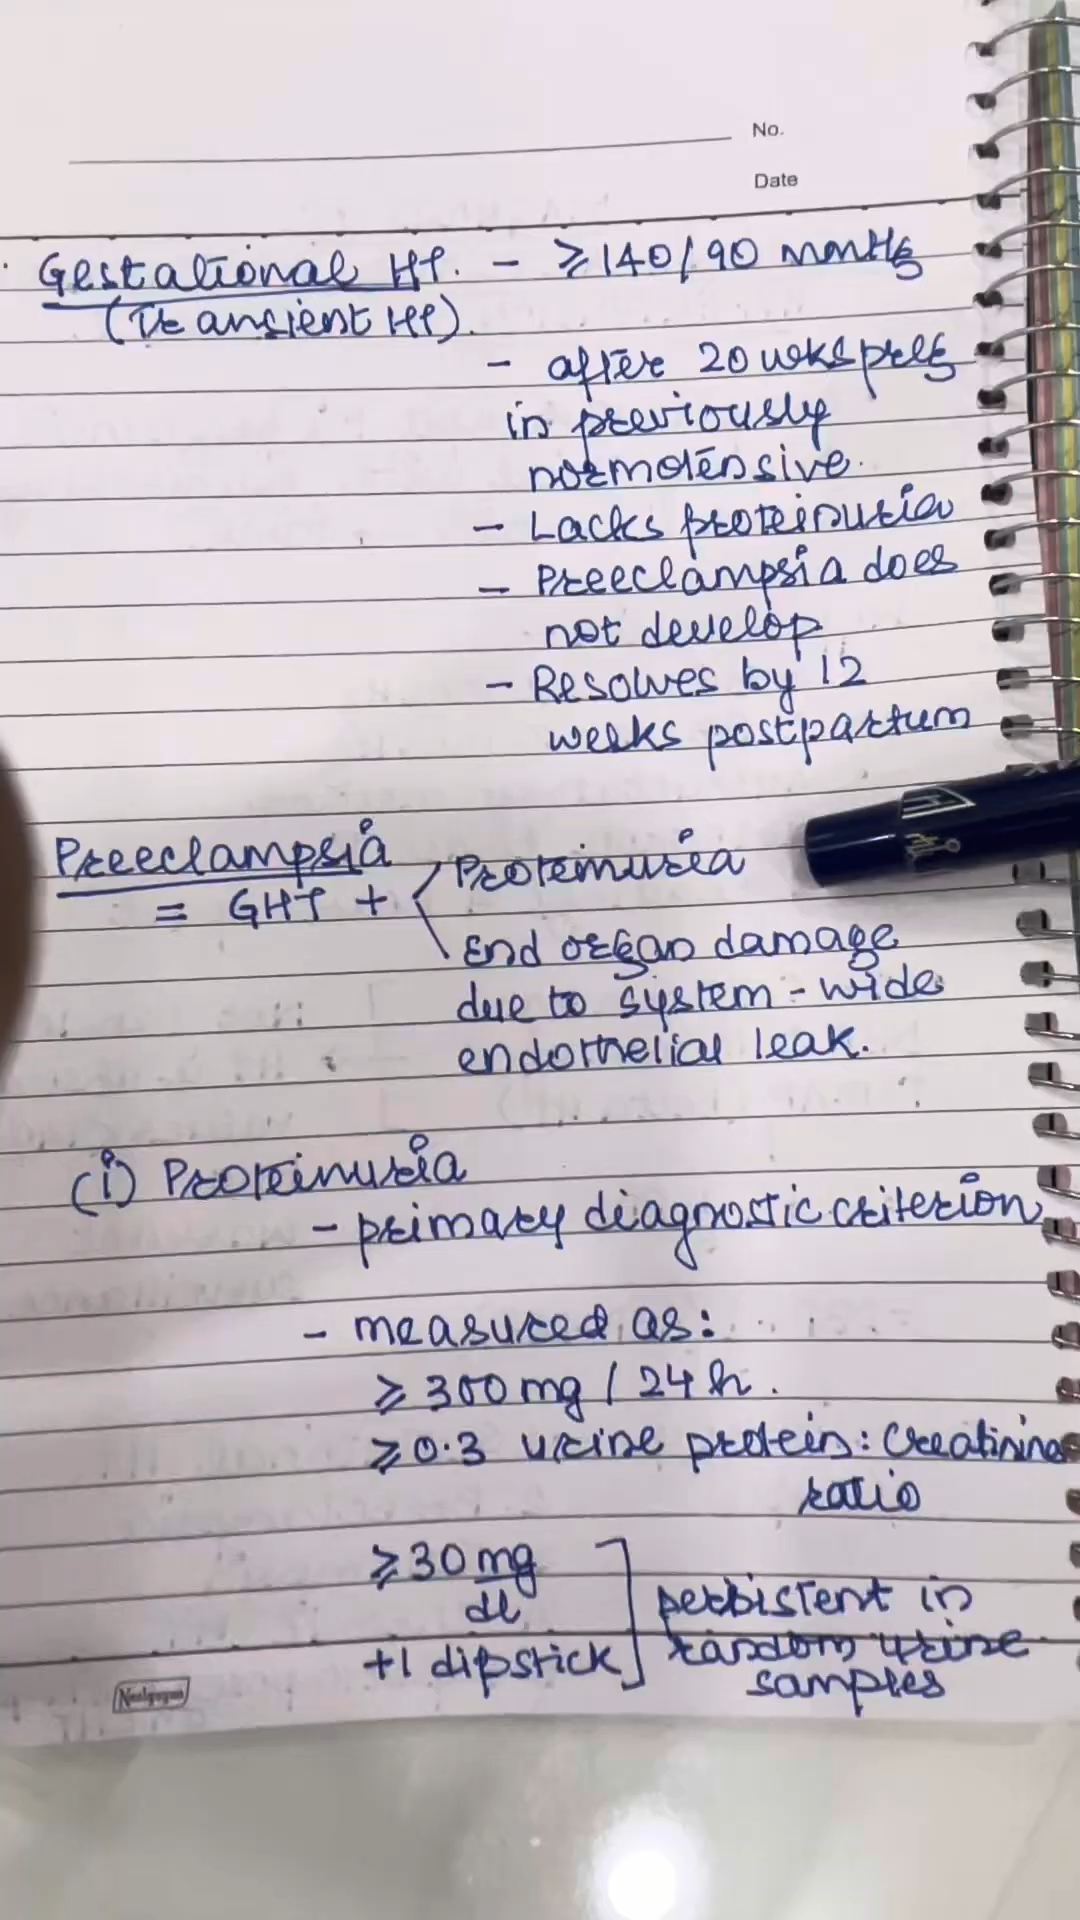 No.
Date
Gestational HT. - ≥140/90 mmHg
(Transient HT).
- after 20 wks preg
in previously
normotensive.
- Lacks proteinuria
- Preeclampsia does
not develop
- Resolves by 12
weeks postpartum
Preeclampsia
= GHT + Proteinuria
End organ damage
due to system-wide
endothelial leak.
(i) Proteinuria
- primary diagnostic criterion
- measured as:
≥ 300 mg / 24 h.
≥0.3 urine protein: Creatinine
ratio
≥30 mg/dl
+1 dipstick
persistent in
random urine
samples